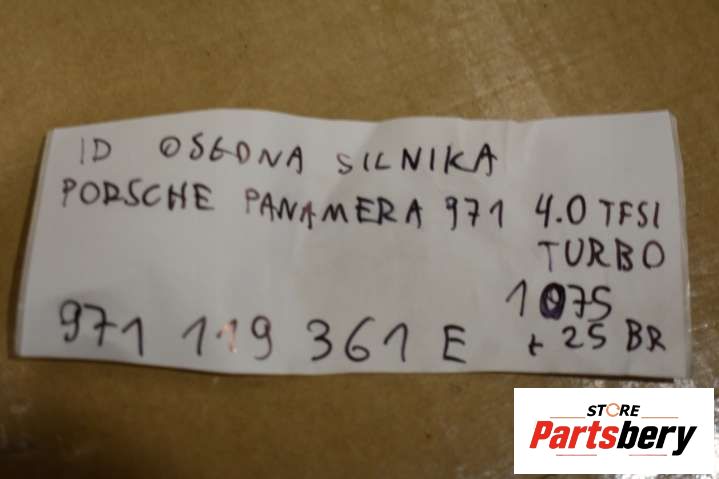 ID OSŁONA SILNIKA
PORSCHE PANAMERA 971 4.0 TFSI
TURBO
1075
971 119 361 E + 25 BR
STORE
Partsbery